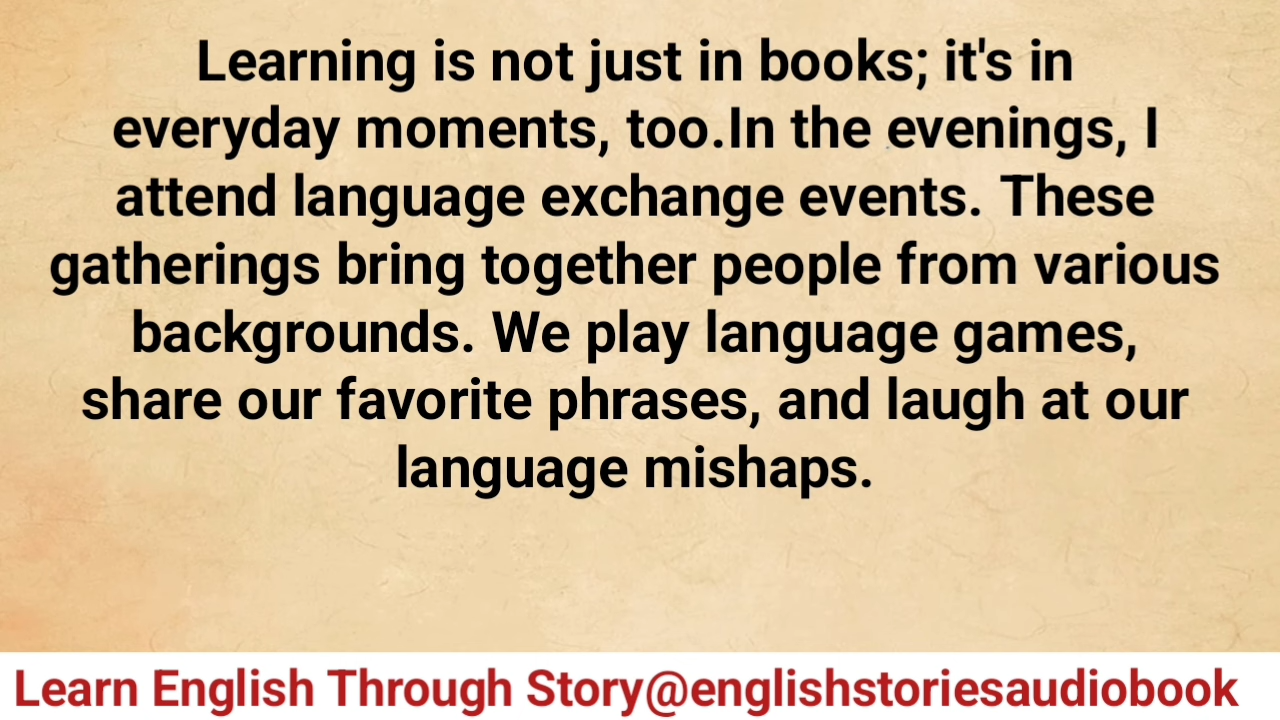 Learning is not just in books; it's in
everyday moments, too.In the evenings, I
attend language exchange events. These
gatherings bring together people from various
backgrounds. We play language games,
share our favorite phrases, and laugh at our
language mishaps.
Learn English Through Story@englishstoriesaudiobook